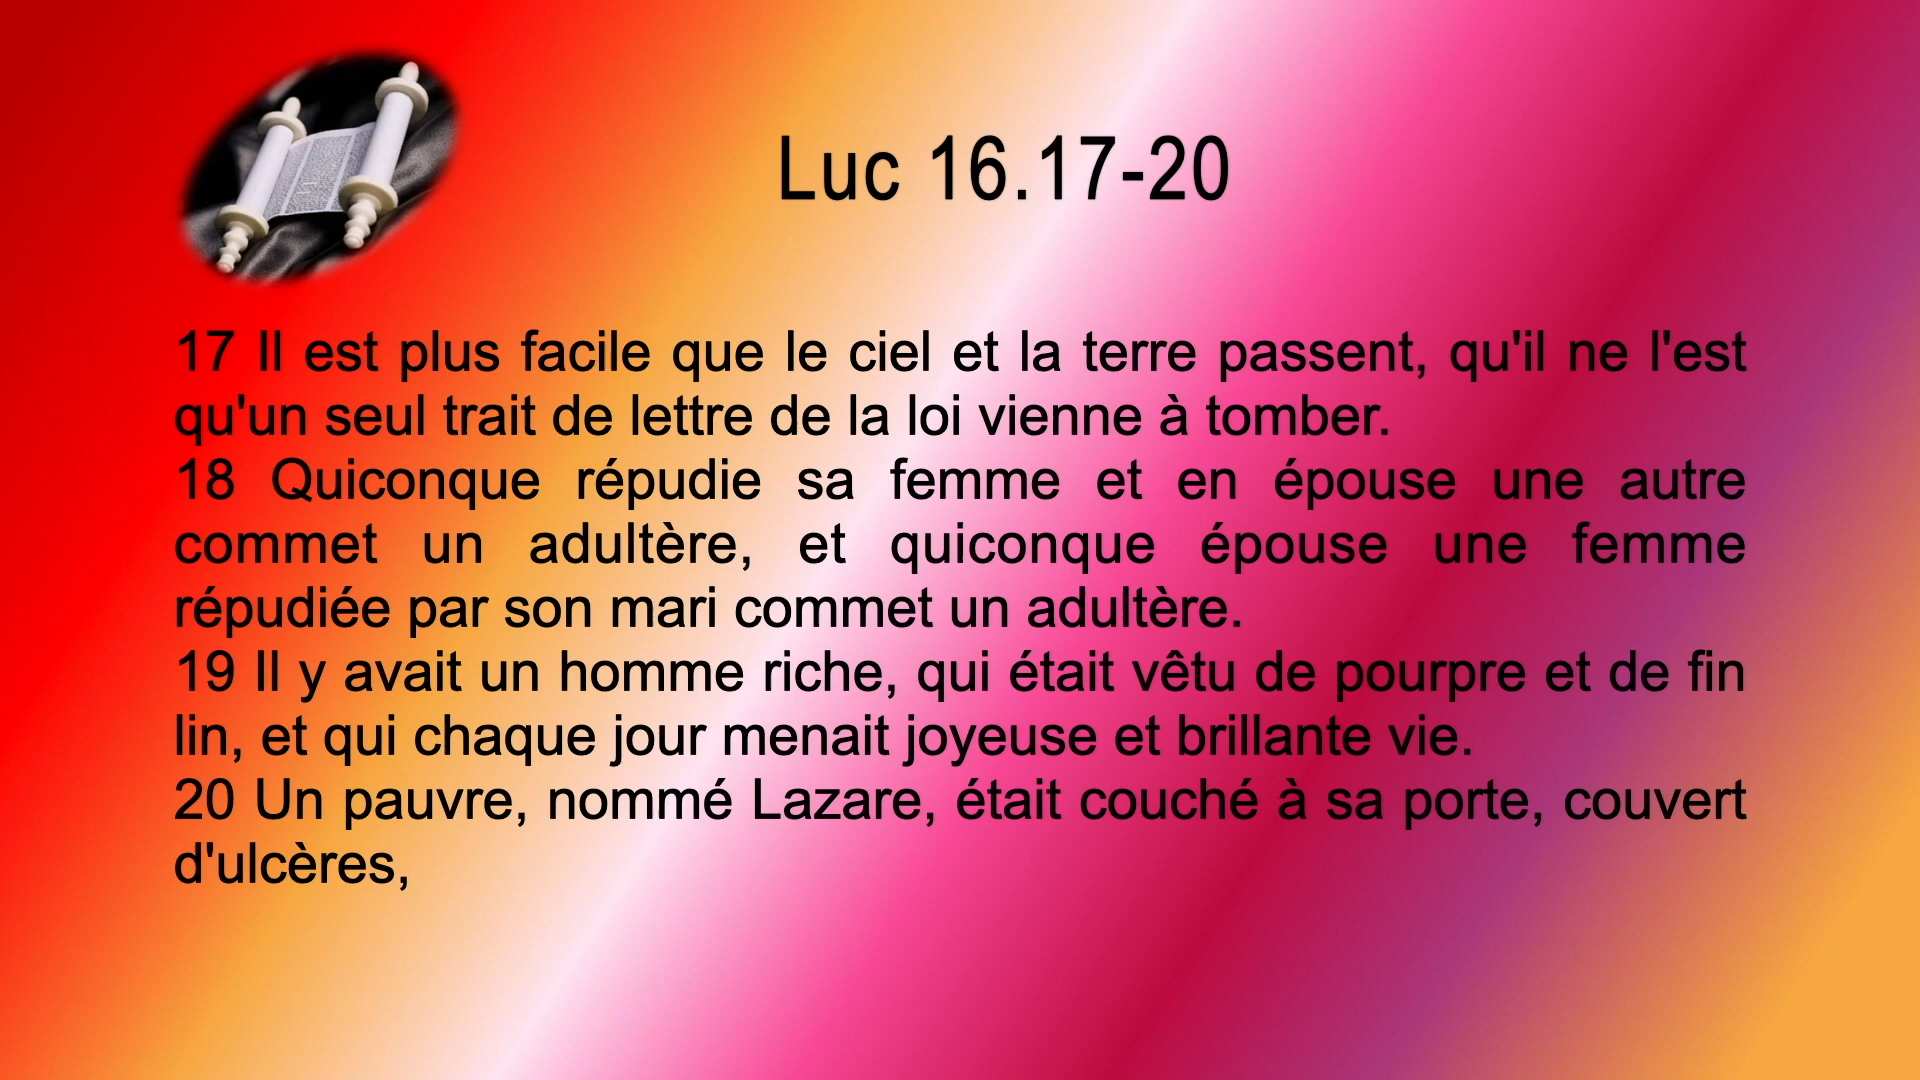 Luc 16.17-20
17 Il est plus facile que le ciel et la terre passent, qu'il ne l'est
qu'un seul trait de lettre de la loi vienne à tomber.
18 Quiconque répudie sa femme et en épouse une autre
commet un adultère, et quiconque épouse une femme
répudiée par son mari commet un adultère.
19 Il y avait un homme riche, qui était vêtu de pourpre et de fin
lin, et qui chaque jour menait joyeuse et brillante vie.
20 Un pauvre, nommé Lazare, était couché à sa porte, couvert
d'ulcères,